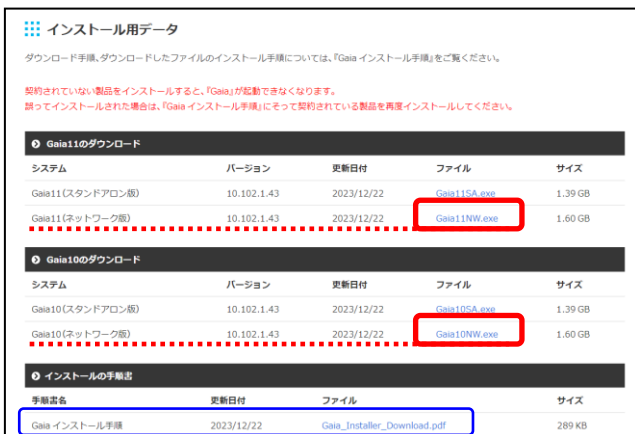 インストール用データ
ダウンロード手順、ダウンロードしたファイルのインストール手順については、『Gaia インストール手順』をご覧ください。
契約されていない製品をインストールすると、『Gaia』が起動できなくなります。
誤ってインストールされた場合は、『Gaia インストール手順』にそって契約されている製品を再度インストールしてください。
Gaia11のダウンロード
システム バージョン 更新日付 ファイル サイズ
Gaia11(スタンドアロン版) 10.102.1.43 2023/12/22 Gaia11SA.exe 1.39 GB
Gaia11(ネットワーク版) 10.102.1.43 2023/12/22 Gaia11NW.exe 1.60 GB
Gaia10のダウンロード
システム バージョン 更新日付 ファイル サイズ
Gaia10(スタンドアロン版) 10.102.1.43 2023/12/22 Gaia10SA.exe 1.39 GB
Gaia10(ネットワーク版) 10.102.1.43 2023/12/22 Gaia10NW.exe 1.60 GB
インストールの手順書
手順書名 更新日付 ファイル サイズ
Gaia インストール手順 2023/12/22 Gaia_Installer_Download.pdf 289 KB